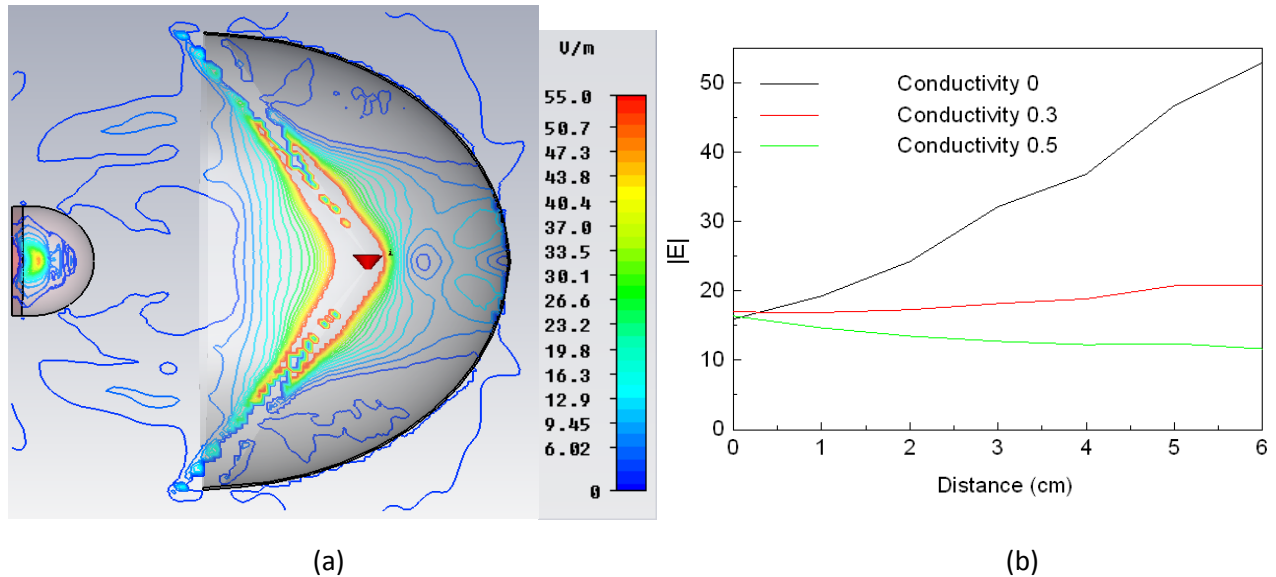 V/m
55.0
50.7
47.3
43.8
40.4
37.0
33.5
30.1
26.6
23.2
19.8
16.3
12.9
9.45
6.02
0
(a)
Conductivity 0
Conductivity 0.3
Conductivity 0.5
50
40
30
20
10
0
|E|
0 1 2 3 4 5 6
Distance (cm)
(b)